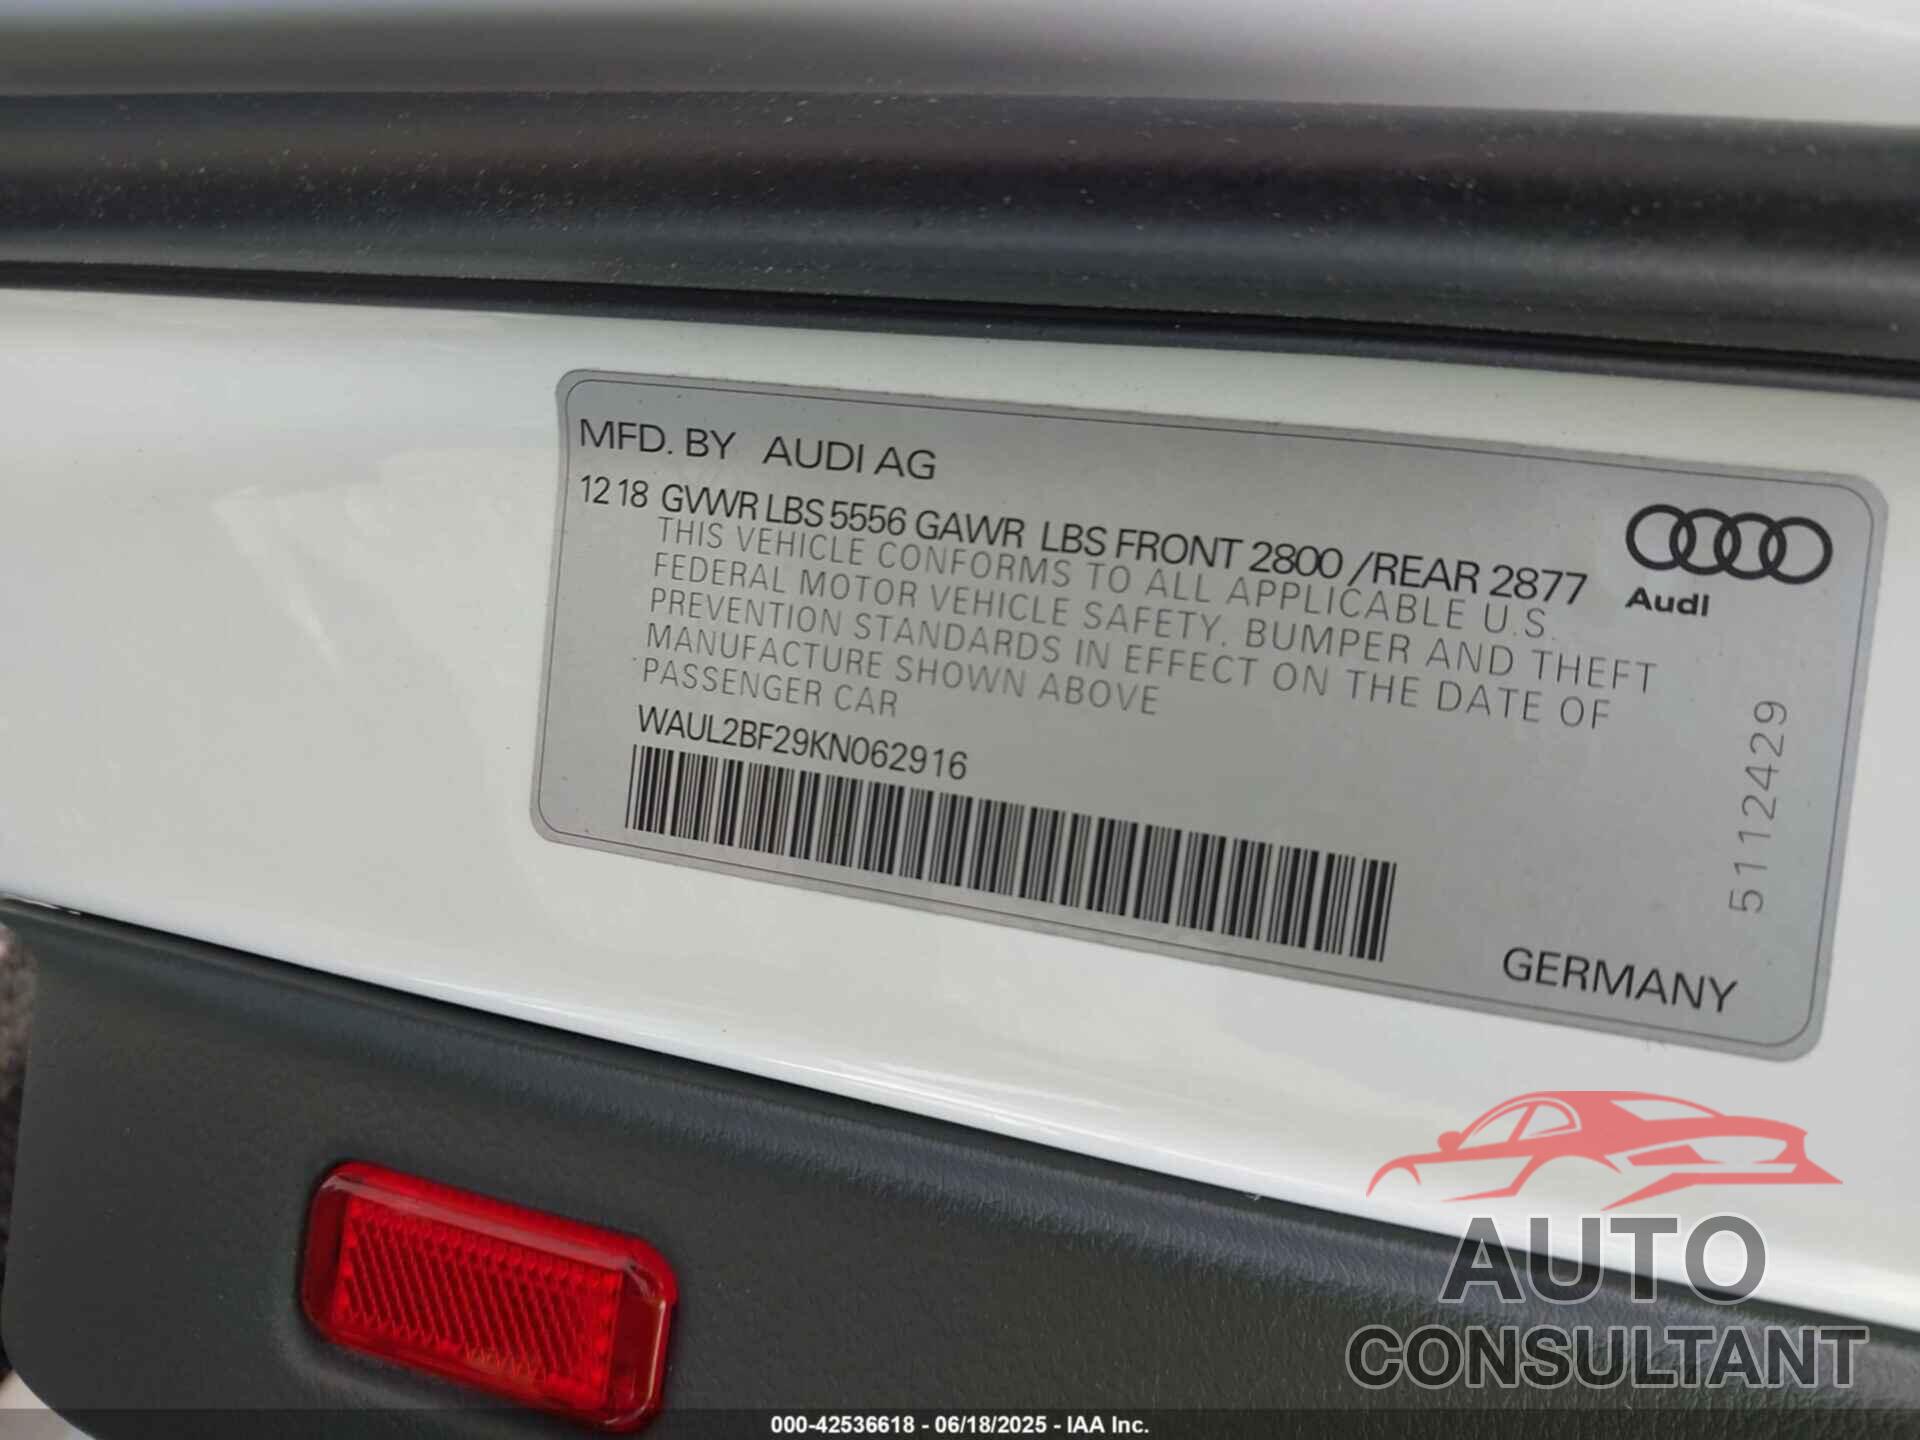 MFD. BY AUDI AG
12 18 GVWR LBS 5556 GAWR LBS FRONT 2800 /REAR 2877
THIS VEHICLE CONFORMS TO ALL APPLICABLE U.S.
FEDERAL MOTOR VEHICLE SAFETY. BUMPER AND THEFT
PREVENTION STANDARDS IN EFFECT ON THE DATE OF
MANUFACTURE SHOWN ABOVE
PASSENGER CAR
WAUL2BF29KN062916
Audi
5112429
GERMANY
AUTO
CONSULTANT
000-42536618 - 06/18/2025 - IAA Inc.